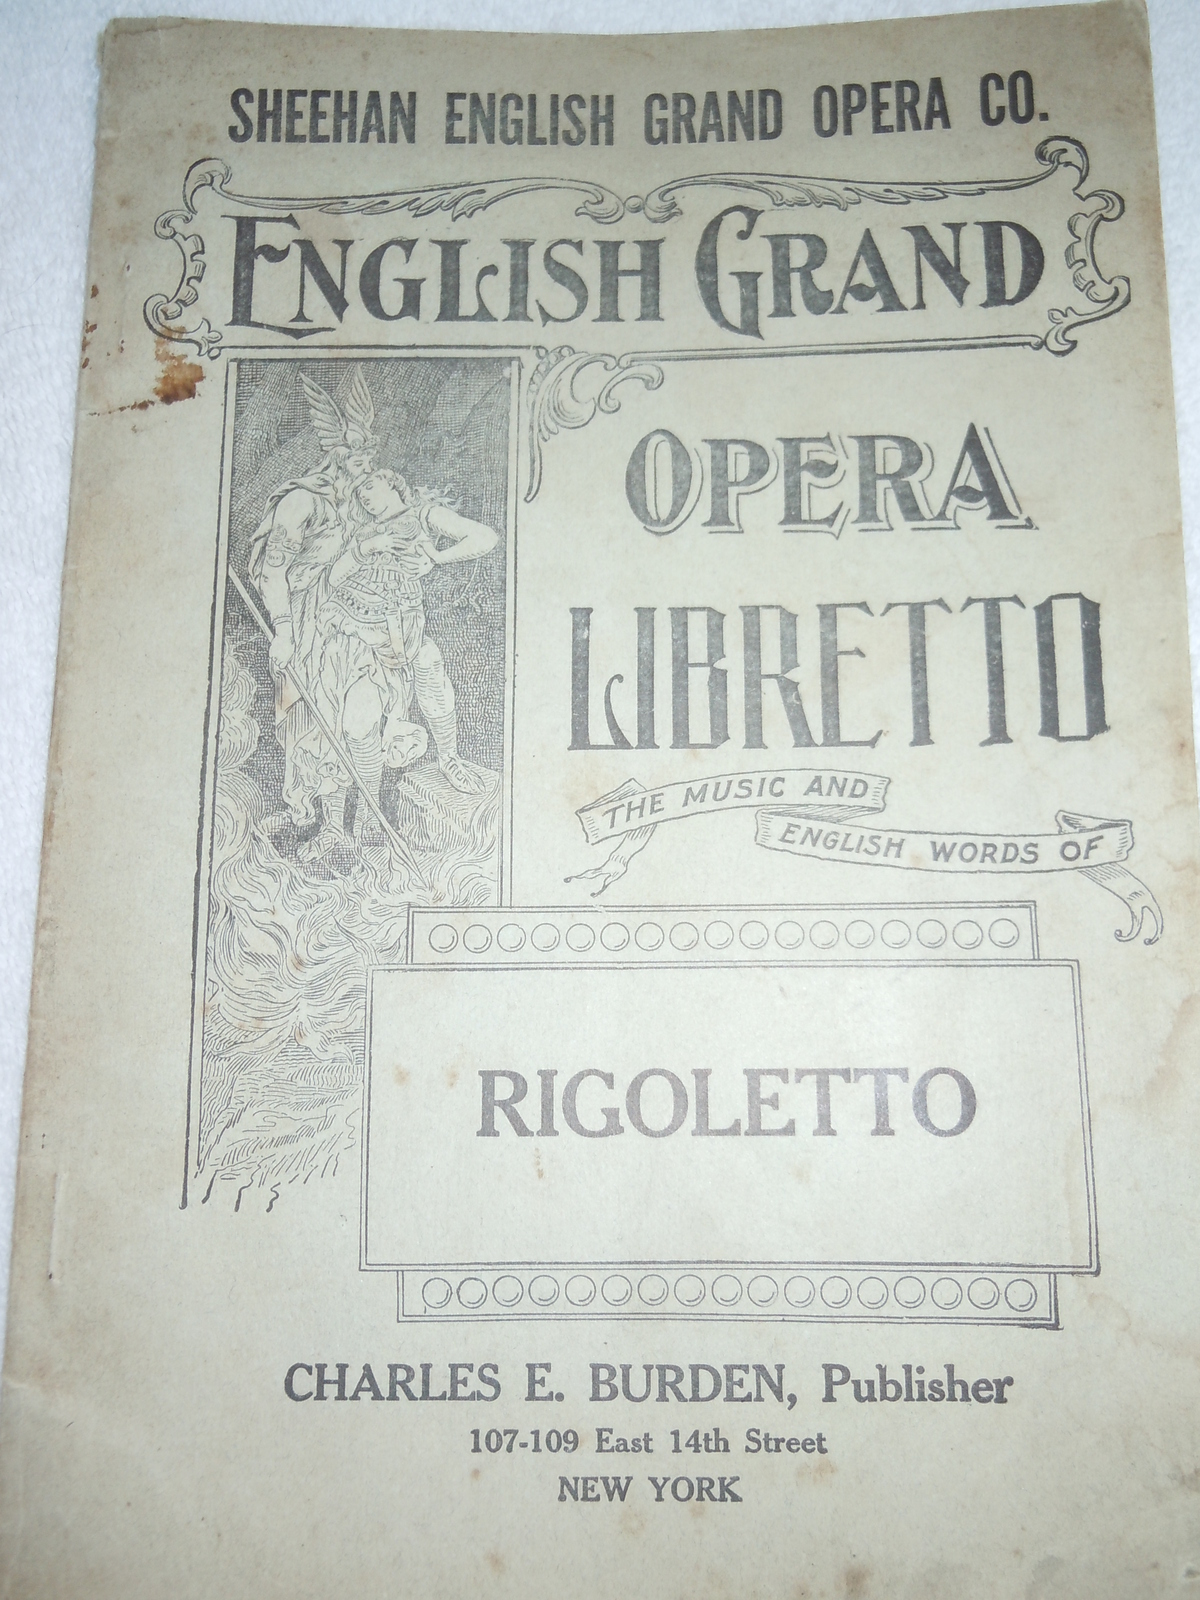 SHEEHAN ENGLISH GRAND OPERA CO.
ENGLISH GRAND
OPERA
LIBRETTO
THE MUSIC AND
ENGLISH WORDS OF
RIGOLETTO
CHARLES E. BURDEN, Publisher
107-109 East 14th Street
NEW YORK